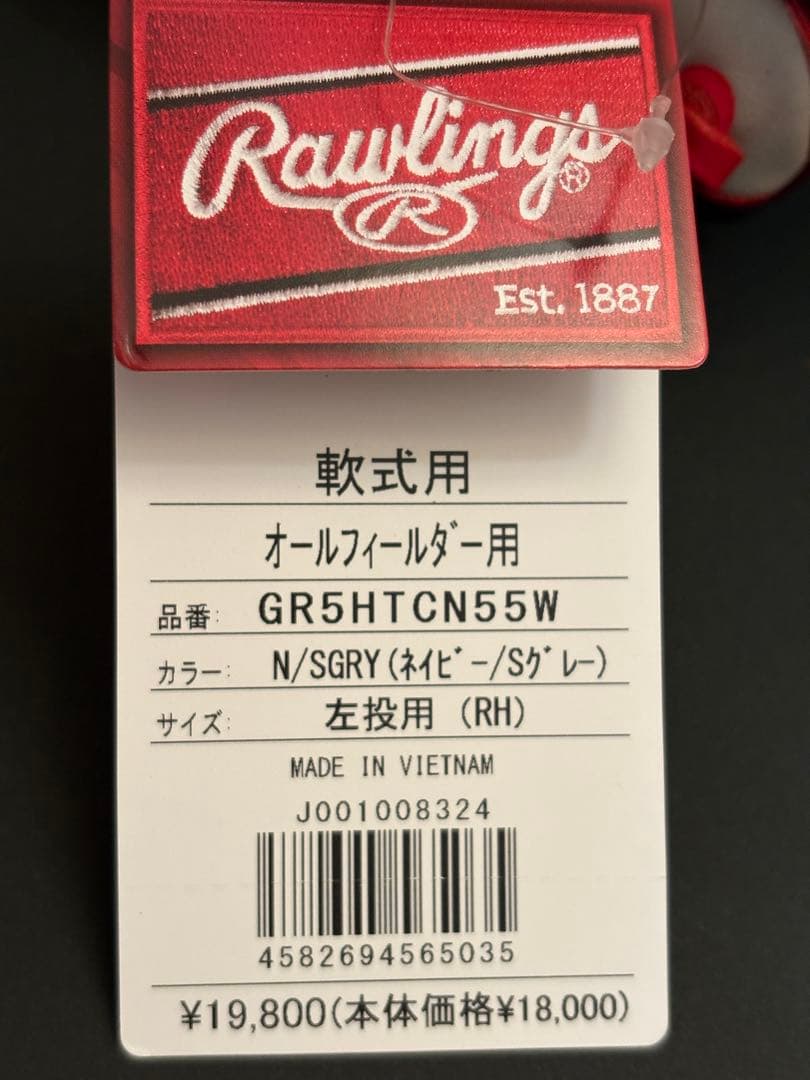 Rawlings®
R
Est. 1887
軟式用
オールフィールダー用
品番: GR5HTCN55W
カラー: N/SGRY(ネイビー/Sグレー)
サイズ: 左投用 (RH)
MADE IN VIETNAM
J001008324
4582694565035
¥19,800(本体価格¥18,000)